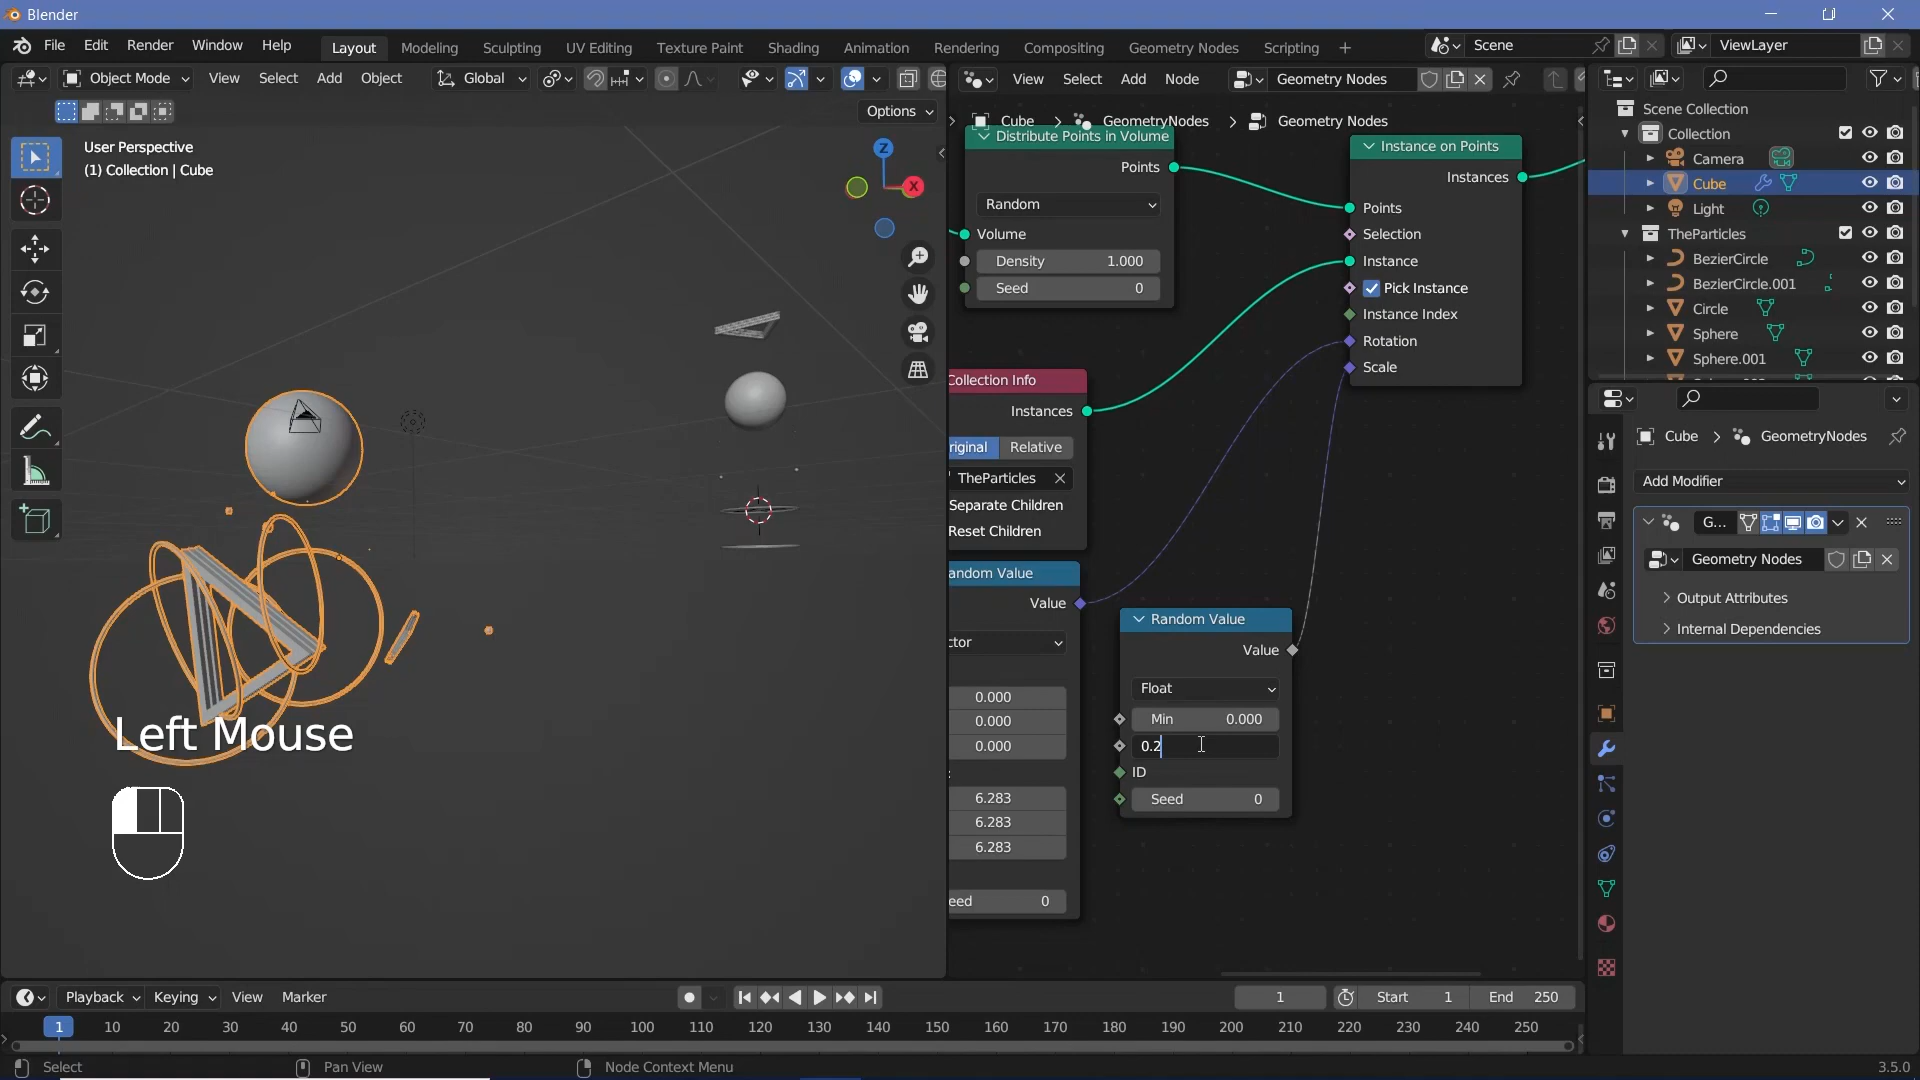 Blender
File Edit Render Window Help
Layout Modeling Sculpting UV Editing Texture Paint Shading Animation Rendering Compositing Geometry Nodes Scripting +
Scene
ViewLayer
Object Mode View Select Add Object Global
View Select Add Node Geometry Nodes
Options
User Perspective
(1) Collection | Cube
Z
X
Cube > GeometryNodes > Geometry Nodes
Distribute Points in Volume
Points
Random
Volume
Density 1.000
Seed 0
Instance on Points
Instances
Points
Selection
Instance
Pick Instance
Instance Index
Rotation
Scale
Collection Info
Instances
riginal Relative
TheParticles
Separate Children
Reset Children
andom Value
Value
ctor
0.000
0.000
0.000
:
6.283
6.283
6.283
eed 0
Random Value
Value
Float
Min 0.000
0.2
ID
Seed 0
Left Mouse
Scene Collection
Collection
Camera
Cube
Light
TheParticles
BezierCircle
BezierCircle.001
Circle
Sphere
Sphere.001
Cube > GeometryNodes
Add Modifier
G...
Geometry Nodes
> Output Attributes
> Internal Dependencies
Playback Keying View Marker
1
Start 1
End 250
1 10 20 30 40 50 60 70 80 90 100 110 120 130 140 150 160 170 180 190 200 210 220 230 240 250
Select
Pan View
Node Context Menu
3.5.0